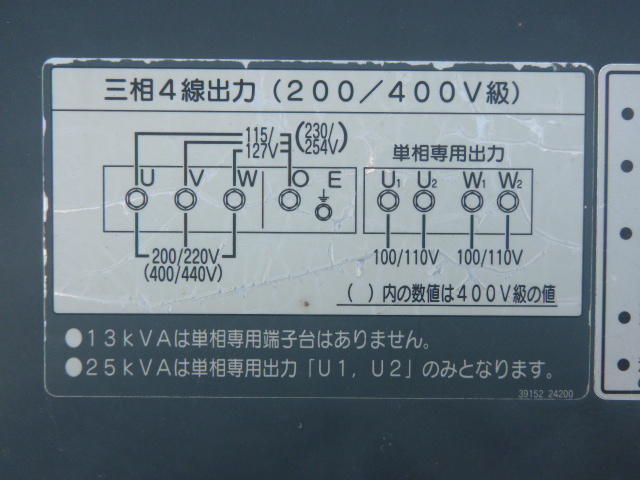 三相4線出力(200/400V級)
115/ (230/
127V 254V)
単相専用出力
U V W O E
U1 U2 W1 W2
200/220V
(400/440V)
100/110V 100/110V
( )内の数値は400V級の値
●13kVAは単相専用端子台はありません。
●25kVAは単相専用出力「U1, U2」のみとなります。
39152 24200